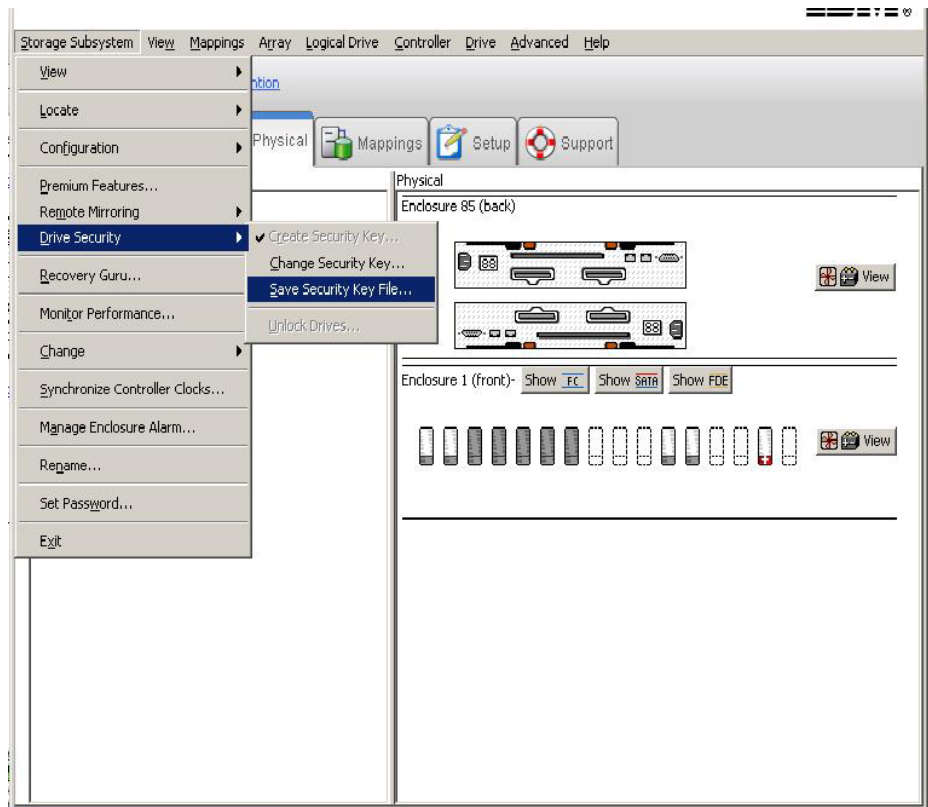 Storage Subsystem View Mappings Array Logical Drive Controller Drive Advanced Help
View
ntion
Locate
Configuration
Physical Mappings Setup Support
Premium Features...
Remote Mirroring
Drive Security
Create Security Key...
Change Security Key...
Save Security Key File...
Unlock Drives...
Recovery Guru...
Monitor Performance...
Change
Synchronize Controller Clocks...
Manage Enclosure Alarm...
Rename...
Set Password...
Exit
Physical
Enclosure 85 (back)
88
View
88
Enclosure 1 (front)- Show FC Show SATA Show FDE
View